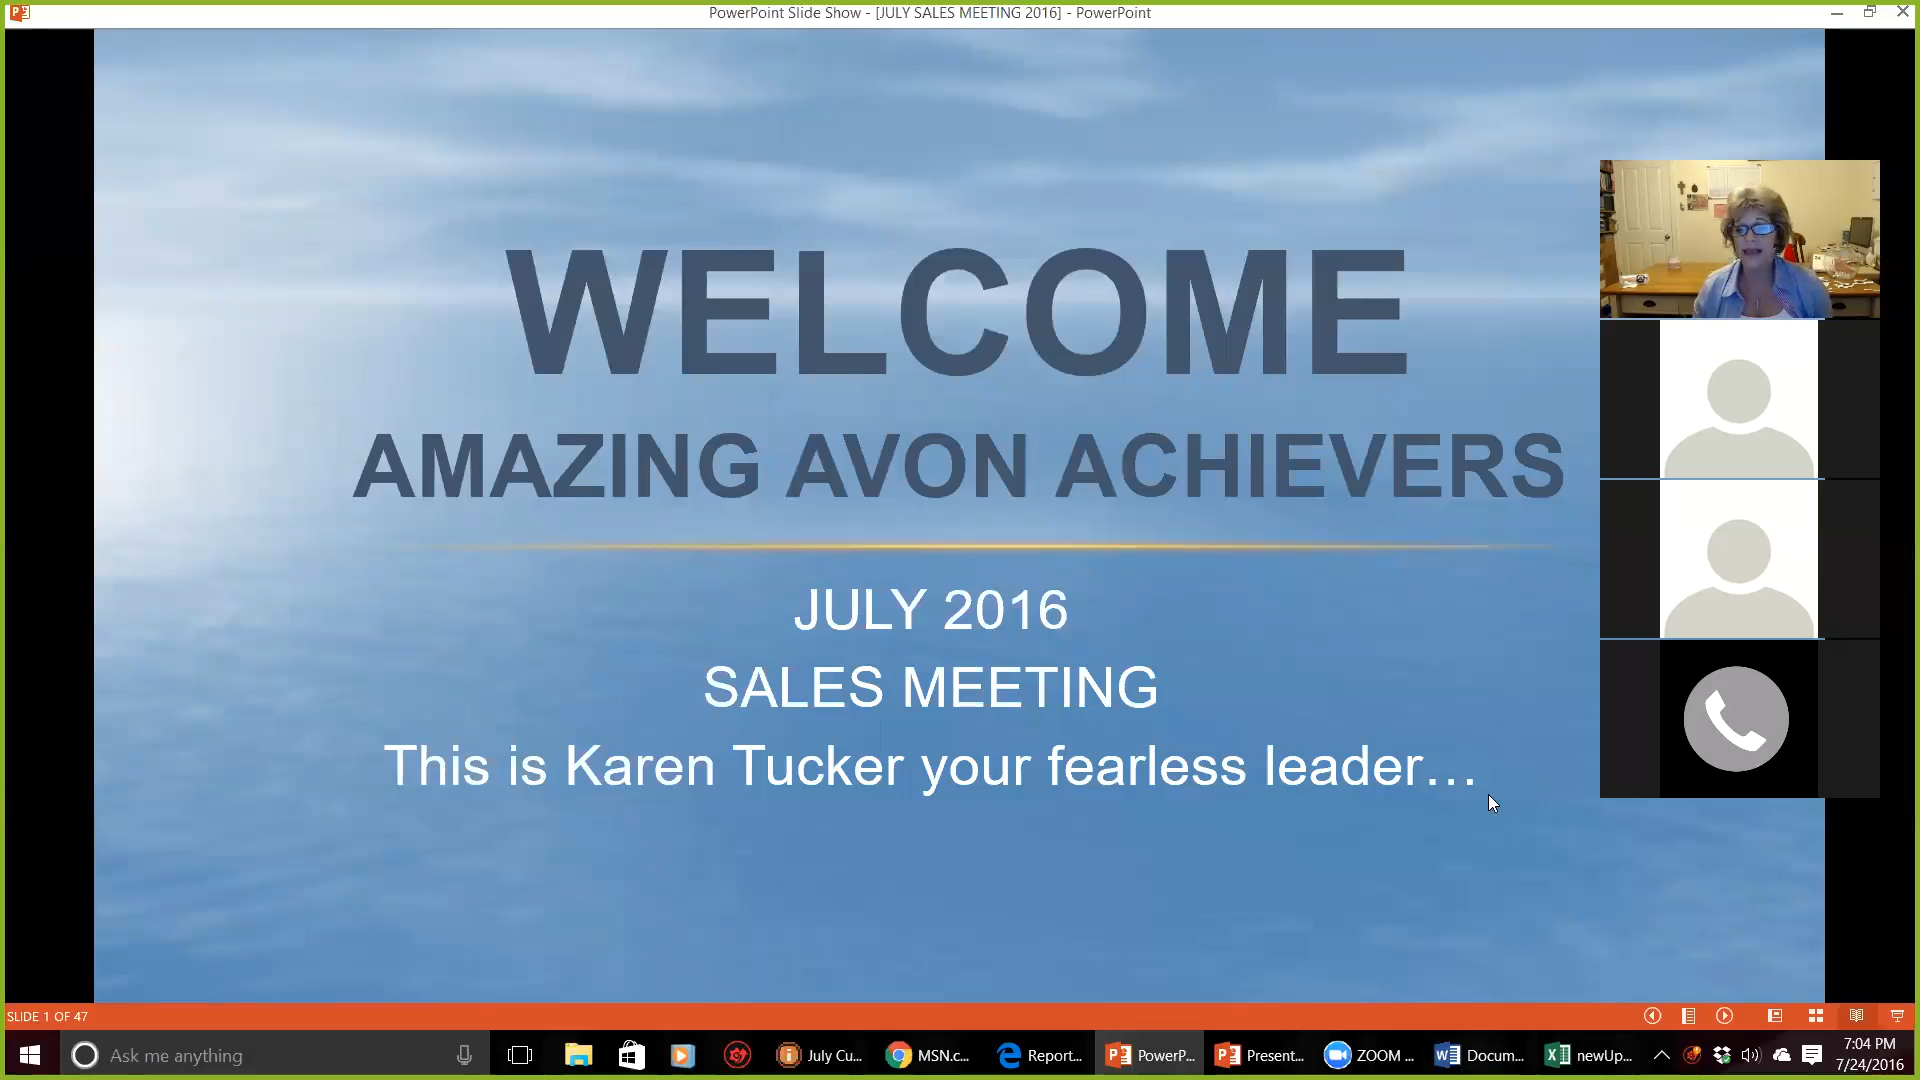 PowerPoint Slide Show - [JULY SALES MEETING 2016] - PowerPoint
WELCOME
AMAZING AVON ACHIEVERS
JULY 2016
SALES MEETING
This is Karen Tucker your fearless leader…
SLIDE 1 OF 47
Ask me anything
July Cu...
MSN.c...
Report...
PowerP...
Present...
ZOOM ...
Docum...
newUp...
7:04 PM
7/24/2016